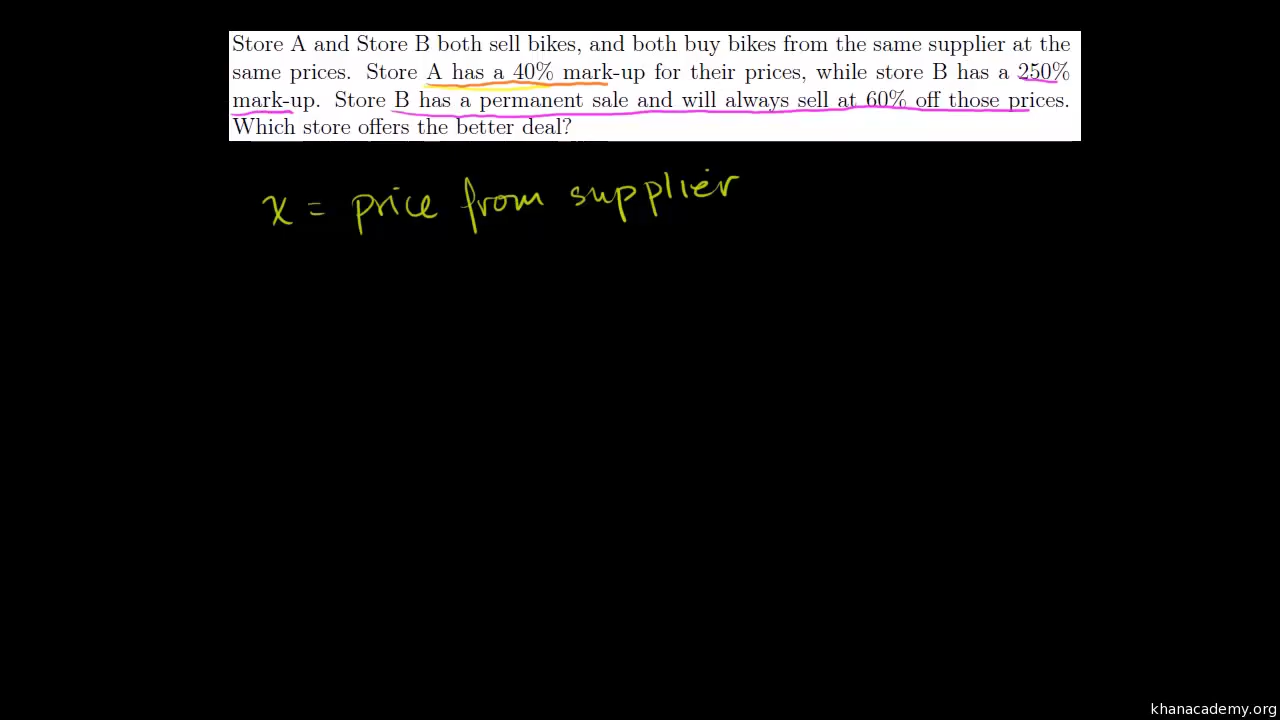 Store A and Store B both sell bikes, and both buy bikes from the same supplier at the
same prices. Store A has a 40% mark-up for their prices, while store B has a 250%
mark-up. Store B has a permanent sale and will always sell at 60% off those prices.
Which store offers the better deal?
x = price from supplier
khanacademy.org